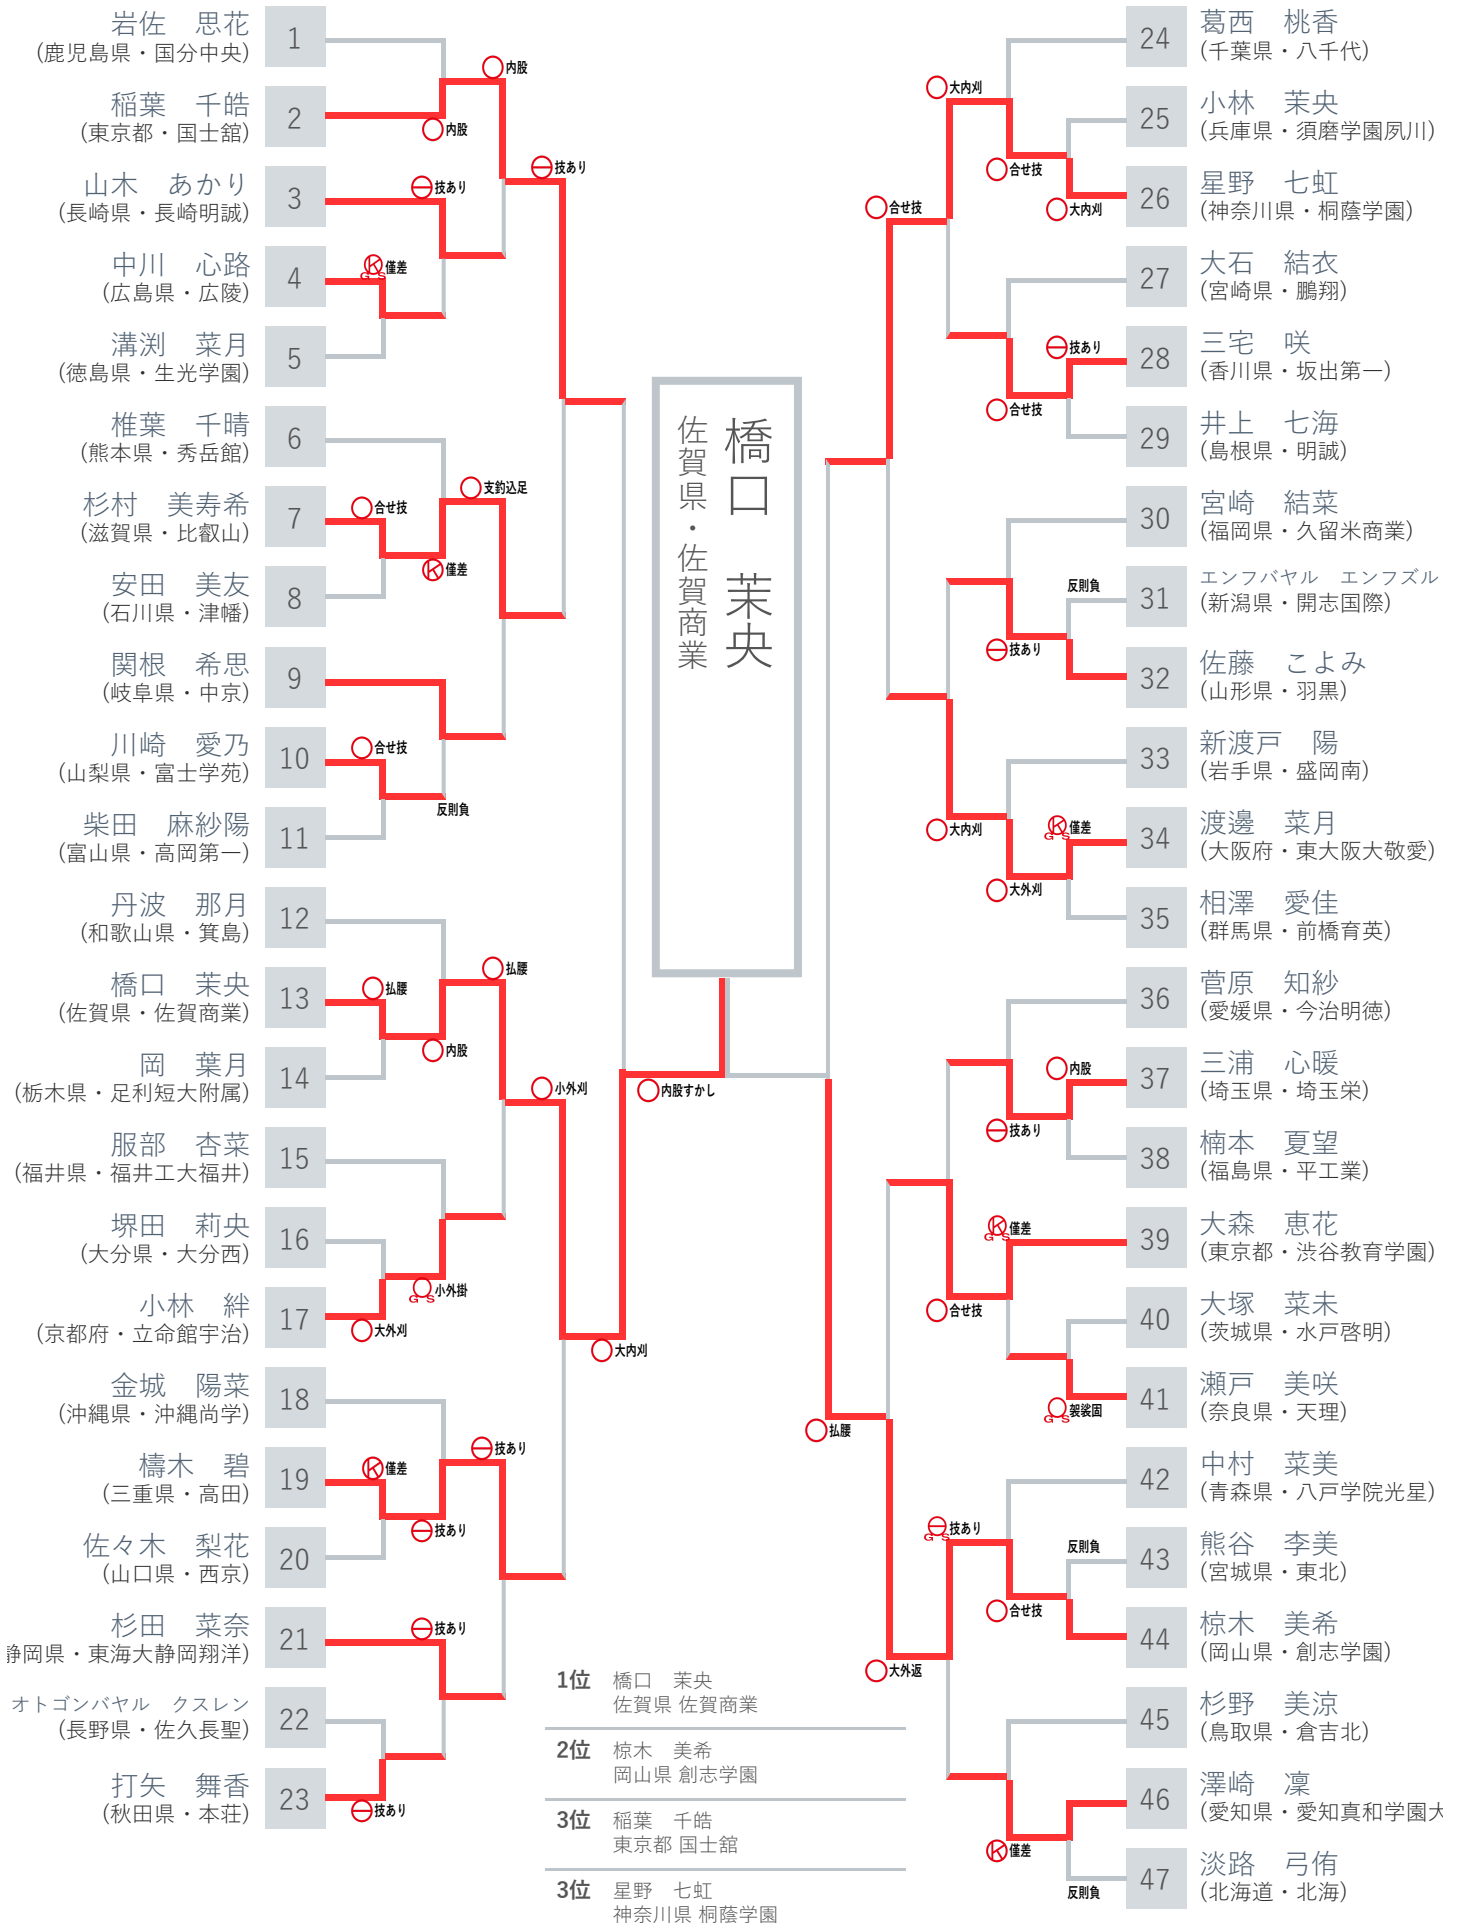 岩佐　思花
(鹿児島県・国分中央)
1
稲葉　千皓
(東京都・国士舘)
2
山木　あかり
(長崎県・長崎明誠)
3
中川　心路
(広島県・広陵)
4
溝渕　菜月
(徳島県・生光学園)
5
椎葉　千晴
(熊本県・秀岳館)
6
杉村　美寿希
(滋賀県・比叡山)
7
安田　美友
(石川県・津幡)
8
関根　希思
(岐阜県・中京)
9
川崎　愛乃
(山梨県・富士学苑)
10
柴田　麻紗陽
(富山県・高岡第一)
11
丹波　那月
(和歌山県・箕島)
12
橋口　茉央
(佐賀県・佐賀商業)
13
岡　葉月
(栃木県・足利短大附属)
14
服部　杏菜
(福井県・福井工大福井)
15
堺田　莉央
(大分県・大分西)
16
小林　絆
(京都府・立命館宇治)
17
金城　陽菜
(沖縄県・沖縄尚学)
18
檮木　碧
(三重県・高田)
19
佐々木　梨花
(山口県・西京)
20
杉田　菜奈
静岡県・東海大静岡翔洋)
21
オトゴンバヤル　クスレン
(長野県・佐久長聖)
22
打矢　舞香
(秋田県・本荘)
23
内股
内股
技あり
技あり
K GS 僅差
支釣込足
合せ技
K 僅差
合せ技
反則負
払腰
払腰
内股
小外刈
GS 小外掛
大外刈
大内刈
技あり
K 僅差
技あり
技あり
技あり
内股すかし
橋口　茉央
佐賀県・佐賀商業
大内刈
合せ技
合せ技
大内刈
技あり
合せ技
反則負
技あり
K GS 僅差
大内刈
大外刈
内股
技あり
K GS 僅差
合せ技
GS 袈裟固
払腰
GS 技あり
反則負
合せ技
大外返
K 僅差
反則負
24
葛西　桃香
(千葉県・八千代)
25
小林　茉央
(兵庫県・須磨学園夙川)
26
星野　七虹
(神奈川県・桐蔭学園)
27
大石　結衣
(宮崎県・鵬翔)
28
三宅　咲
(香川県・坂出第一)
29
井上　七海
(島根県・明誠)
30
宮崎　結菜
(福岡県・久留米商業)
31
エンフバヤル　エンフズル
(新潟県・開志国際)
32
佐藤　こよみ
(山形県・羽黒)
33
新渡戸　陽
(岩手県・盛岡南)
34
渡邊　菜月
(大阪府・東大阪大敬愛)
35
相澤　愛佳
(群馬県・前橋育英)
36
菅原　知紗
(愛媛県・今治明徳)
37
三浦　心暖
(埼玉県・埼玉栄)
38
楠本　夏望
(福島県・平工業)
39
大森　恵花
(東京都・渋谷教育学園)
40
大塚　菜未
(茨城県・水戸啓明)
41
瀬戸　美咲
(奈良県・天理)
42
中村　菜美
(青森県・八戸学院光星)
43
熊谷　李美
(宮城県・東北)
44
椋木　美希
(岡山県・創志学園)
45
杉野　美涼
(鳥取県・倉吉北)
46
澤崎　凜
(愛知県・愛知真和学園大
47
淡路　弓侑
(北海道・北海)
1位　橋口　茉央
佐賀県 佐賀商業
2位　椋木　美希
岡山県 創志学園
3位　稲葉　千皓
東京都 国士舘
3位　星野　七虹
神奈川県 桐蔭学園